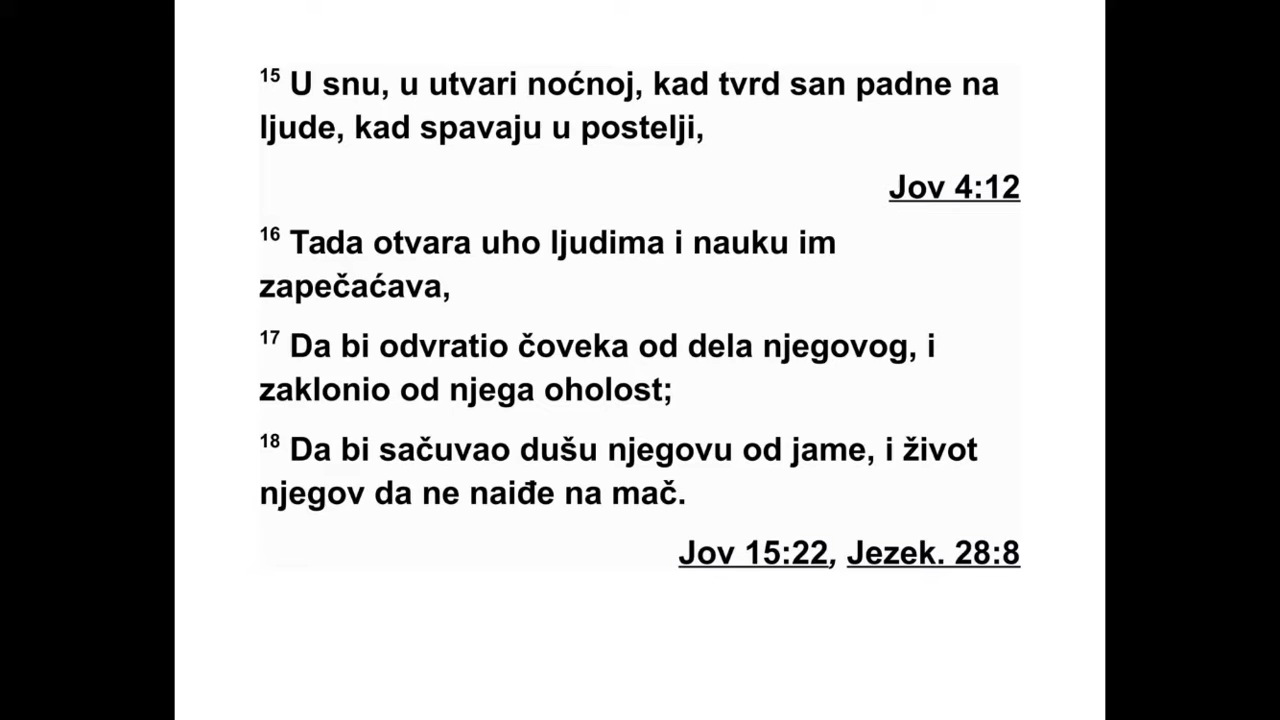 15 U snu, u utvari noćnoj, kad tvrd san padne na
ljude, kad spavaju u postelji,
Jov 4:12
16 Tada otvara uho ljudima i nauku im
zapečaćava,
17 Da bi odvratio čoveka od dela njegovog, i
zaklonio od njega oholost;
18 Da bi sačuvao dušu njegovu od jame, i život
njegov da ne naiđe na mač.
Jov 15:22, Jezek. 28:8